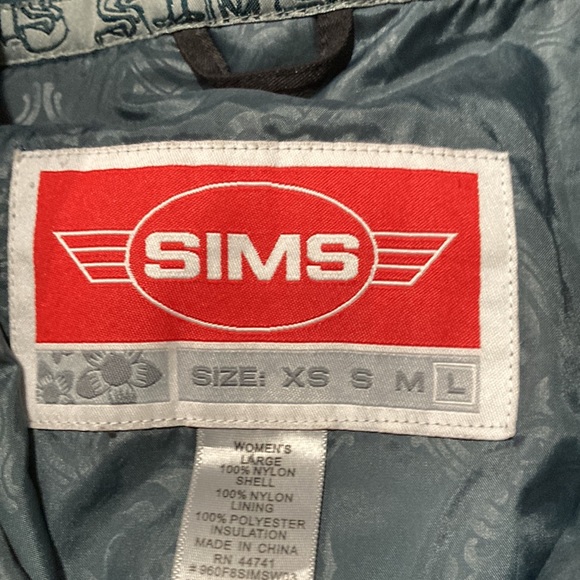 SIMS
SIMS
SIZE: XS S M L
WOMEN'S
LARGE
100% NYLON
SHELL
100% NYLON
LINING
100% POLYESTER
INSULATION
MADE IN CHINA
RN 44741